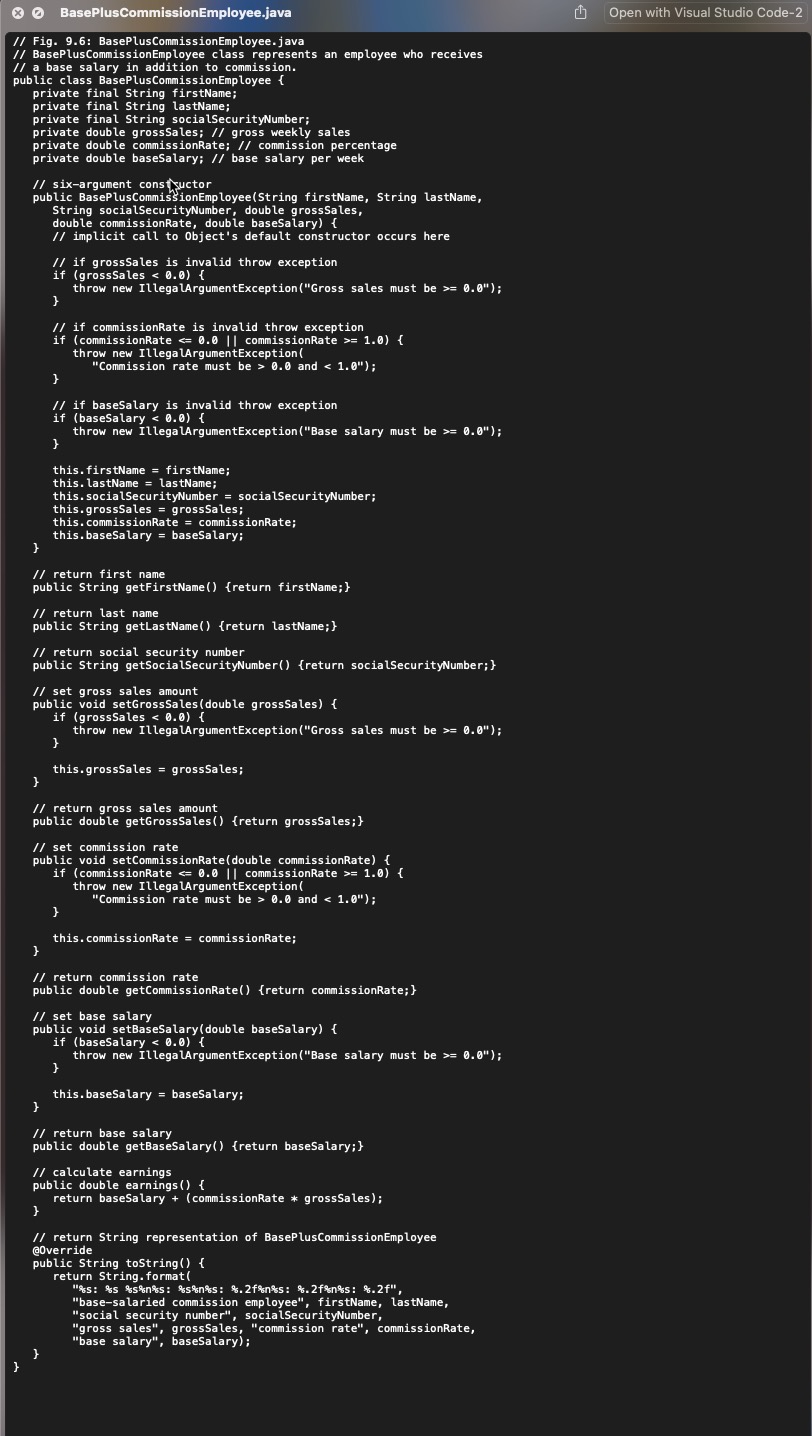 BasePlusCommissionEmployee.java
Open with Visual Studio Code-2
// Fig. 9.6: BasePlusCommissionEmployee.java
// BasePlusCommissionEmployee class represents an employee who receives
// a base salary in addition to commission.
public class BasePlusCommissionEmployee {
   private final String firstName;
   private final String lastName;
   private final String socialSecurityNumber;
   private double grossSales; // gross weekly sales
   private double commissionRate; // commission percentage
   private double baseSalary; // base salary per week

   // six-argument constructor
   public BasePlusCommissionEmployee(String firstName, String lastName,
      String socialSecurityNumber, double grossSales,
      double commissionRate, double baseSalary) {
      // implicit call to Object's default constructor occurs here

      // if grossSales is invalid throw exception
      if (grossSales < 0.0) {
         throw new IllegalArgumentException("Gross sales must be >= 0.0");
      }

      // if commissionRate is invalid throw exception
      if (commissionRate <= 0.0 || commissionRate >= 1.0) {
         throw new IllegalArgumentException(
            "Commission rate must be > 0.0 and < 1.0");
      }

      // if baseSalary is invalid throw exception
      if (baseSalary < 0.0) {
         throw new IllegalArgumentException("Base salary must be >= 0.0");
      }

      this.firstName = firstName;
      this.lastName = lastName;
      this.socialSecurityNumber = socialSecurityNumber;
      this.grossSales = grossSales;
      this.commissionRate = commissionRate;
      this.baseSalary = baseSalary;
   }

   // return first name
   public String getFirstName() {return firstName;}

   // return last name
   public String getLastName() {return lastName;}

   // return social security number
   public String getSocialSecurityNumber() {return socialSecurityNumber;}

   // set gross sales amount
   public void setGrossSales(double grossSales) {
      if (grossSales < 0.0) {
         throw new IllegalArgumentException("Gross sales must be >= 0.0");
      }

      this.grossSales = grossSales;
   }

   // return gross sales amount
   public double getGrossSales() {return grossSales;}

   // set commission rate
   public void setCommissionRate(double commissionRate) {
      if (commissionRate <= 0.0 || commissionRate >= 1.0) {
         throw new IllegalArgumentException(
            "Commission rate must be > 0.0 and < 1.0");
      }

      this.commissionRate = commissionRate;
   }

   // return commission rate
   public double getCommissionRate() {return commissionRate;}

   // set base salary
   public void setBaseSalary(double baseSalary) {
      if (baseSalary < 0.0) {
         throw new IllegalArgumentException("Base salary must be >= 0.0");
      }

      this.baseSalary = baseSalary;
   }

   // return base salary
   public double getBaseSalary() {return baseSalary;}

   // calculate earnings
   public double earnings() {
      return baseSalary + (commissionRate * grossSales);
   }

   // return String representation of BasePlusCommissionEmployee
   @Override
   public String toString() {
      return String.format(
         "%s: %s %s%n%s: %s%n%s: %.2f%n%s: %.2f%n%s: %.2f",
         "base-salaried commission employee", firstName, lastName,
         "social security number", socialSecurityNumber,
         "gross sales", grossSales, "commission rate", commissionRate,
         "base salary", baseSalary);
   }
}